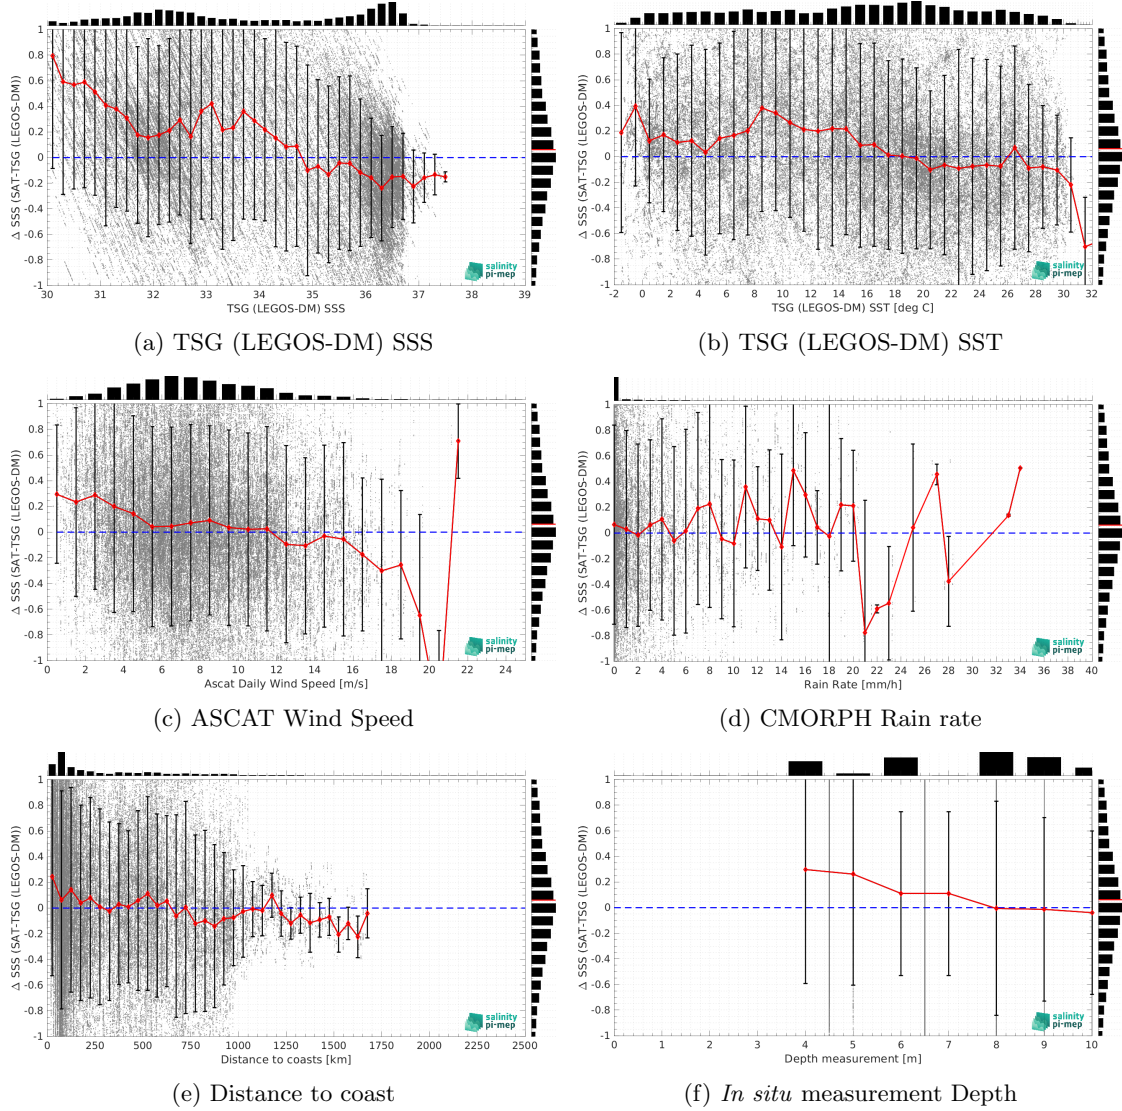 1
0.8
0.6
0.4
0.2
0
-0.2
-0.4
-0.6
-0.8
-1
Δ SSS (SAT-TSG (LEGOS-DM))
30 31 32 33 34 35 36 37 38 39
TSG (LEGOS-DM) SSS
salinity
pi-mep
(a) TSG (LEGOS-DM) SSS
1
0.8
0.6
0.4
0.2
0
-0.2
-0.4
-0.6
-0.8
-1
Δ SSS (SAT-TSG (LEGOS-DM))
-2 0 2 4 6 8 10 12 14 16 18 20 22 24 26 28 30 32
TSG (LEGOS-DM) SST [deg C]
salinity
pi-mep
(b) TSG (LEGOS-DM) SST
1
0.8
0.6
0.4
0.2
0
-0.2
-0.4
-0.6
-0.8
-1
Δ SSS (SAT-TSG (LEGOS-DM))
0 2 4 6 8 10 12 14 16 18 20 22 24
Ascat Daily Wind Speed [m/s]
salinity
pi-mep
(c) ASCAT Wind Speed
1
0.8
0.6
0.4
0.2
0
-0.2
-0.4
-0.6
-0.8
-1
Δ SSS (SAT-TSG (LEGOS-DM))
0 2 4 6 8 10 12 14 16 18 20 22 24 26 28 30 32 34 36 38 40
Rain Rate [mm/h]
salinity
pi-mep
(d) CMORPH Rain rate
1
0.8
0.6
0.4
0.2
0
-0.2
-0.4
-0.6
-0.8
-1
Δ SSS (SAT-TSG (LEGOS-DM))
0 250 500 750 1000 1250 1500 1750 2000 2250 2500
Distance to coasts [km]
salinity
pi-mep
(e) Distance to coast
1
0.8
0.6
0.4
0.2
0
-0.2
-0.4
-0.6
-0.8
-1
Δ SSS (SAT-TSG (LEGOS-DM))
0 1 2 3 4 5 6 7 8 9 10
Depth measurement [m]
salinity
pi-mep
(f) In situ measurement Depth